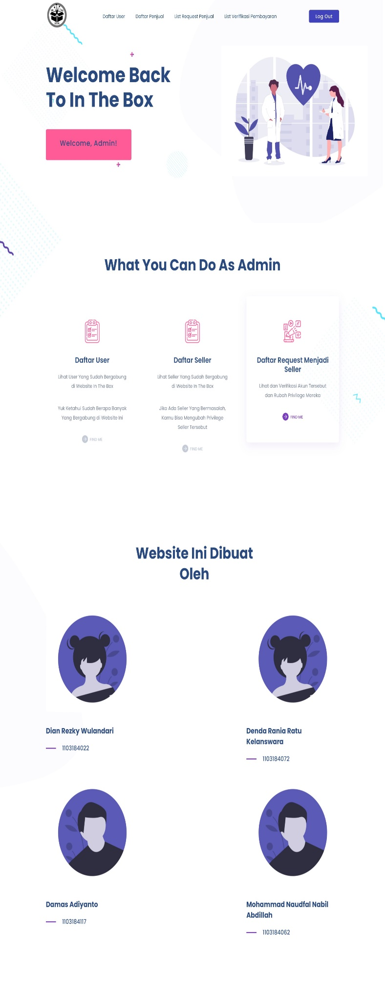 IN THE
BOX
Daftar User
Daftar Penjual
List Request Penjual
List Verifikasi Pembayaran
Log Out
Welcome Back
To In The Box
Welcome, Admin!
What You Can Do As Admin
Daftar User
Lihat User Yang Sudah Bergabung
di Website In The Box
Yuk Ketahui Sudah Berapa Banyak
Yang Bergabung di Website Ini
FIND ME
Daftar Seller
Lihat Seller Yang Sudah Bergabung
di Website In The Box
Jika Ada Seller Yang Bermasalah,
Kamu Bisa Mengubah Privilege
Seller Tersebut
FIND ME
Daftar Request Menjadi
Seller
Lihat dan Verifikasi Akun Tersebut
dan Rubah Privilege Mereka
FIND ME
Website Ini Dibuat
Oleh
Dian Rezky Wulandari
1103184022
Denda Rania Ratu
Kelanswara
1103184072
Damas Adiyanto
1103184117
Mohammad Naudfal Nabil
Abdillah
1103184062